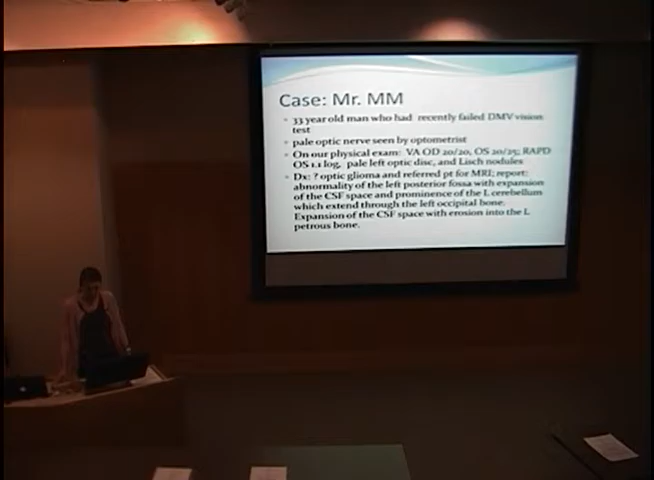 Case: Mr. MM
33 year old man who had recently failed DMV vision
test
pale optic nerve seen by optometrist
On our physical exam: VA OD 20/20, OS 20/25; RAPD
OS 1.1 log, pale left optic disc, and Lisch nodules
Dx: ? optic glioma and referred pt for MRI; report:
abnormality of the left posterior fossa with expansion
of the CSF space and prominence of the L cerebellum
which extend through the left occipital bone.
Expansion of the CSF space with erosion into the L
petrous bone.